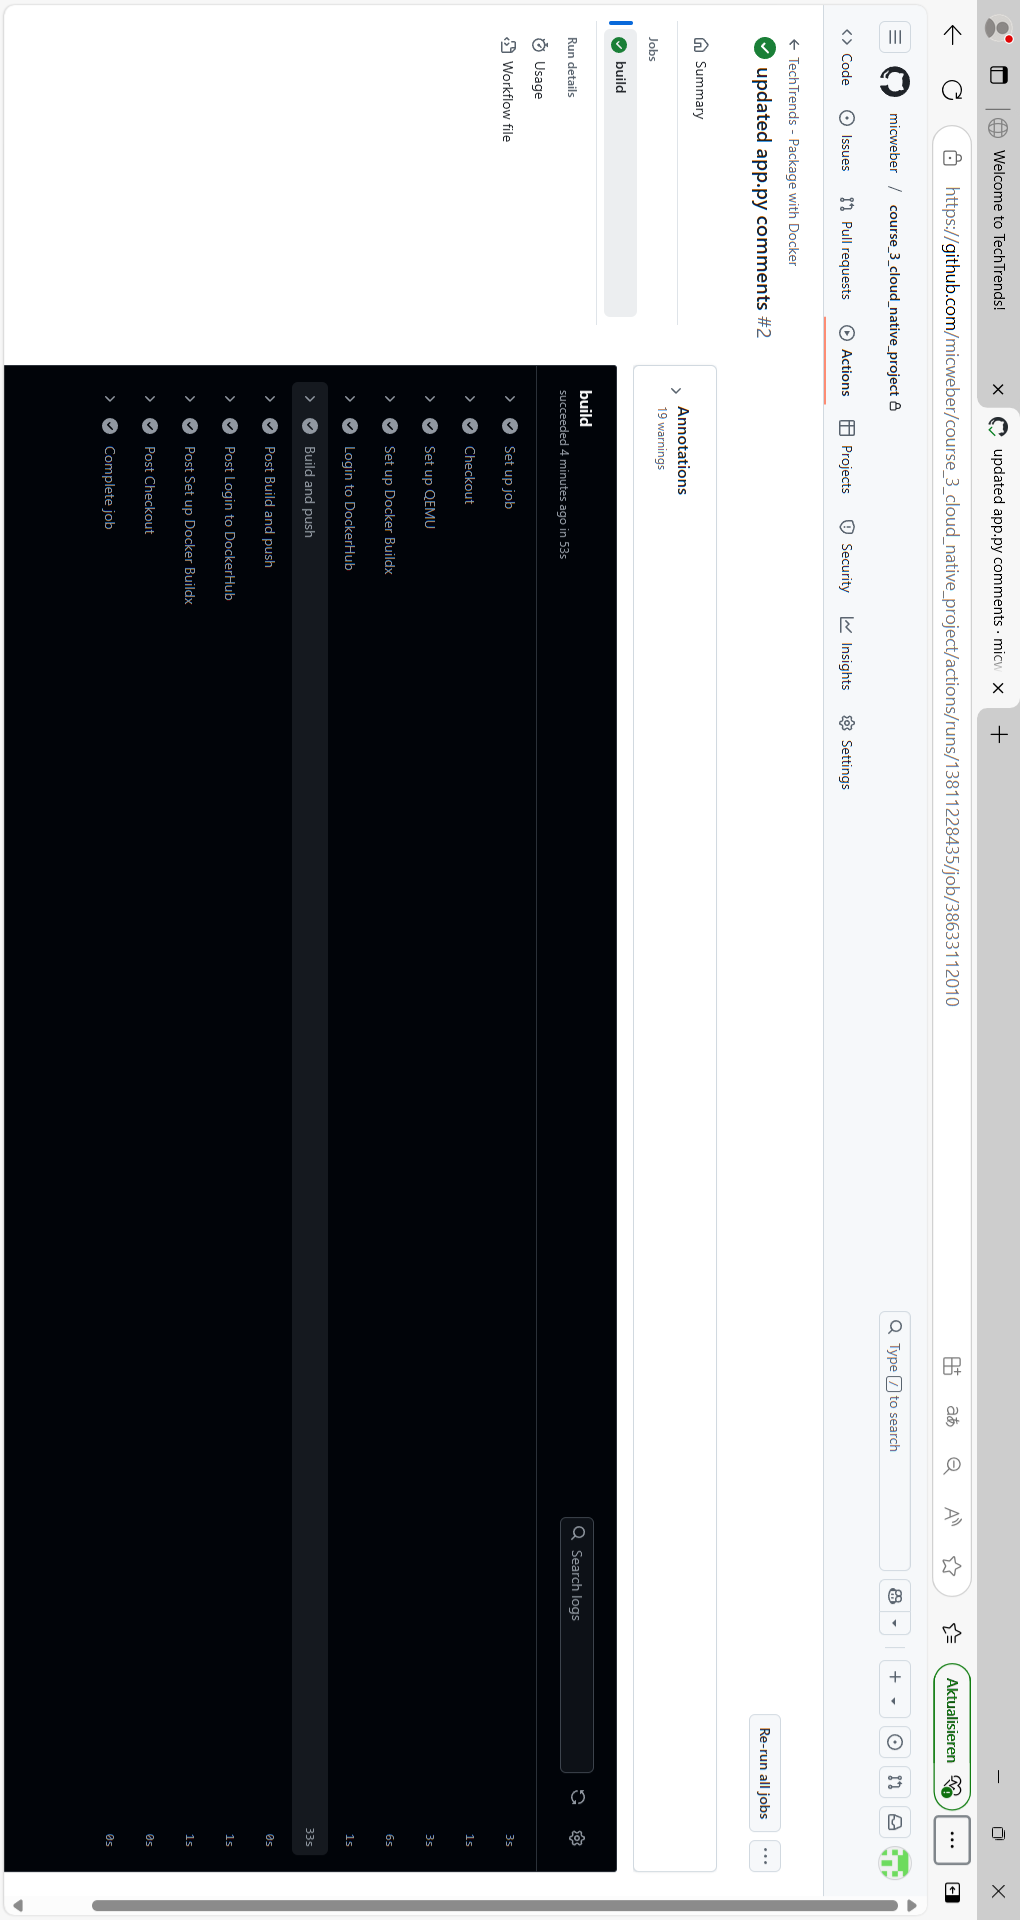 Welcome to TechTrends!
updated app.py comments · micw
https://github.com/micweber/course_3_cloud_native_project/actions/runs/13811228435/job/38633112010
Aktualisieren
micweber / course_3_cloud_native_project
Type / to search
Code Issues Pull requests Actions Projects Security Insights Settings
TechTrends - Package with Docker
updated app.py comments #2
Re-run all jobs
Summary
Jobs
build
Run details
Usage
Workflow file
Annotations
19 warnings
build
succeeded 4 minutes ago in 53s
Search logs
Set up job 3s
Checkout 1s
Set up QEMU 3s
Set up Docker Buildx 6s
Login to DockerHub 1s
Build and push 33s
Post Build and push 0s
Post Login to DockerHub 1s
Post Set up Docker Buildx 1s
Post Checkout 0s
Complete job 0s